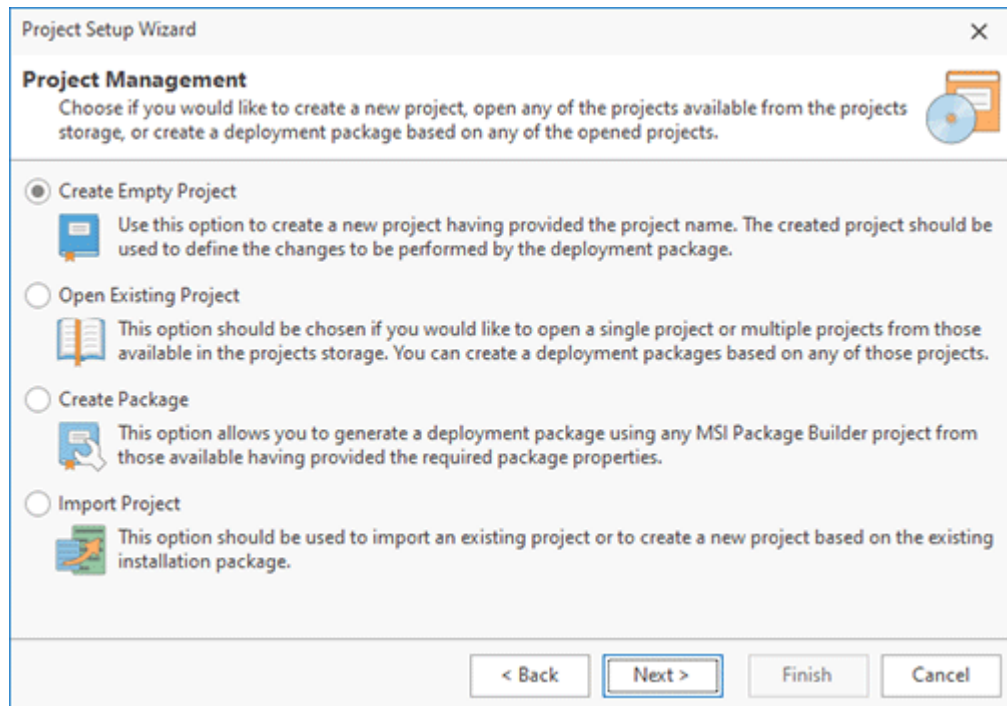 Project Setup Wizard
Project Management
Choose if you would like to create a new project, open any of the projects available from the projects
storage, or create a deployment package based on any of the opened projects.
Create Empty Project
Use this option to create a new project having provided the project name. The created project should be
used to define the changes to be performed by the deployment package.
Open Existing Project
This option should be chosen if you would like to open a single project or multiple projects from those
available in the projects storage. You can create a deployment packages based on any of those projects.
Create Package
This option allows you to generate a deployment package using any MSI Package Builder project from
those available having provided the required package properties.
Import Project
This option should be used to import an existing project or to create a new project based on the existing
installation package.
< Back Next > Finish Cancel